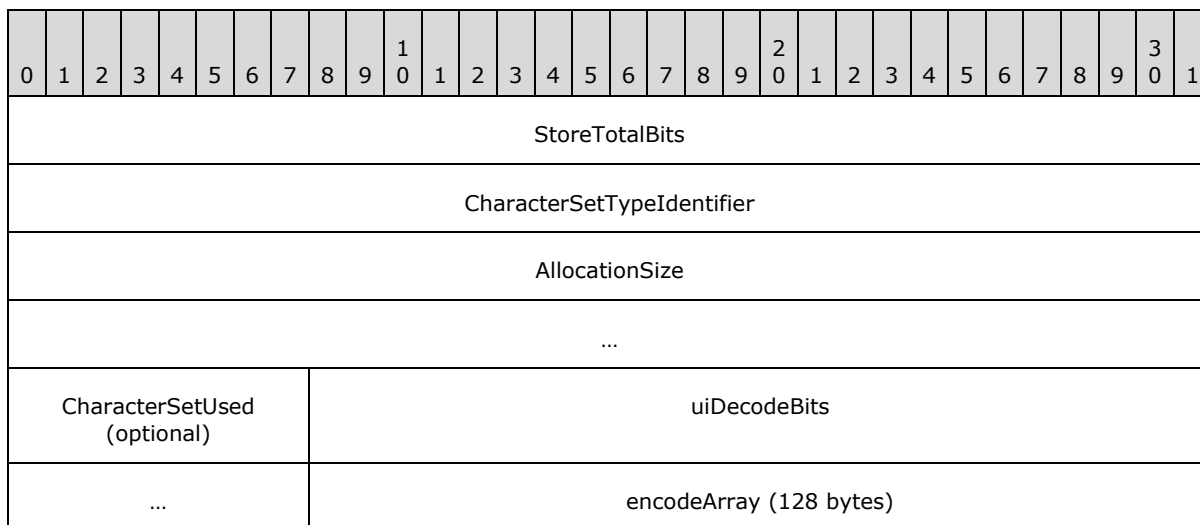 0 1 2 3 4 5 6 7 8 9 1 0 1 2 3 4 5 6 7 8 9 2 0 1 2 3 4 5 6 7 8 9 3 0 1
StoreTotalBits
CharacterSetTypeIdentifier
AllocationSize
...
CharacterSetUsed (optional) uiDecodeBits
... encodeArray (128 bytes)